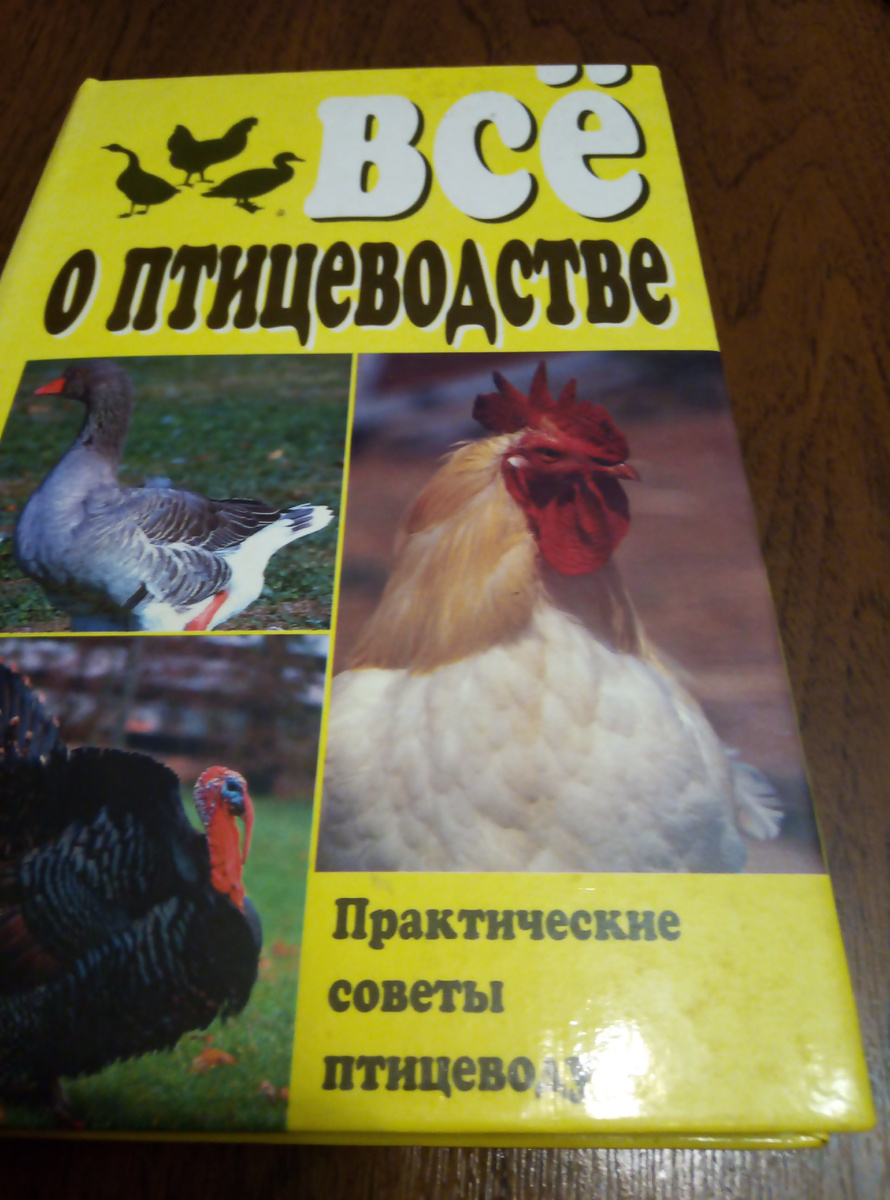 всё
о птицеводстве
Практические
советы
птицеводу